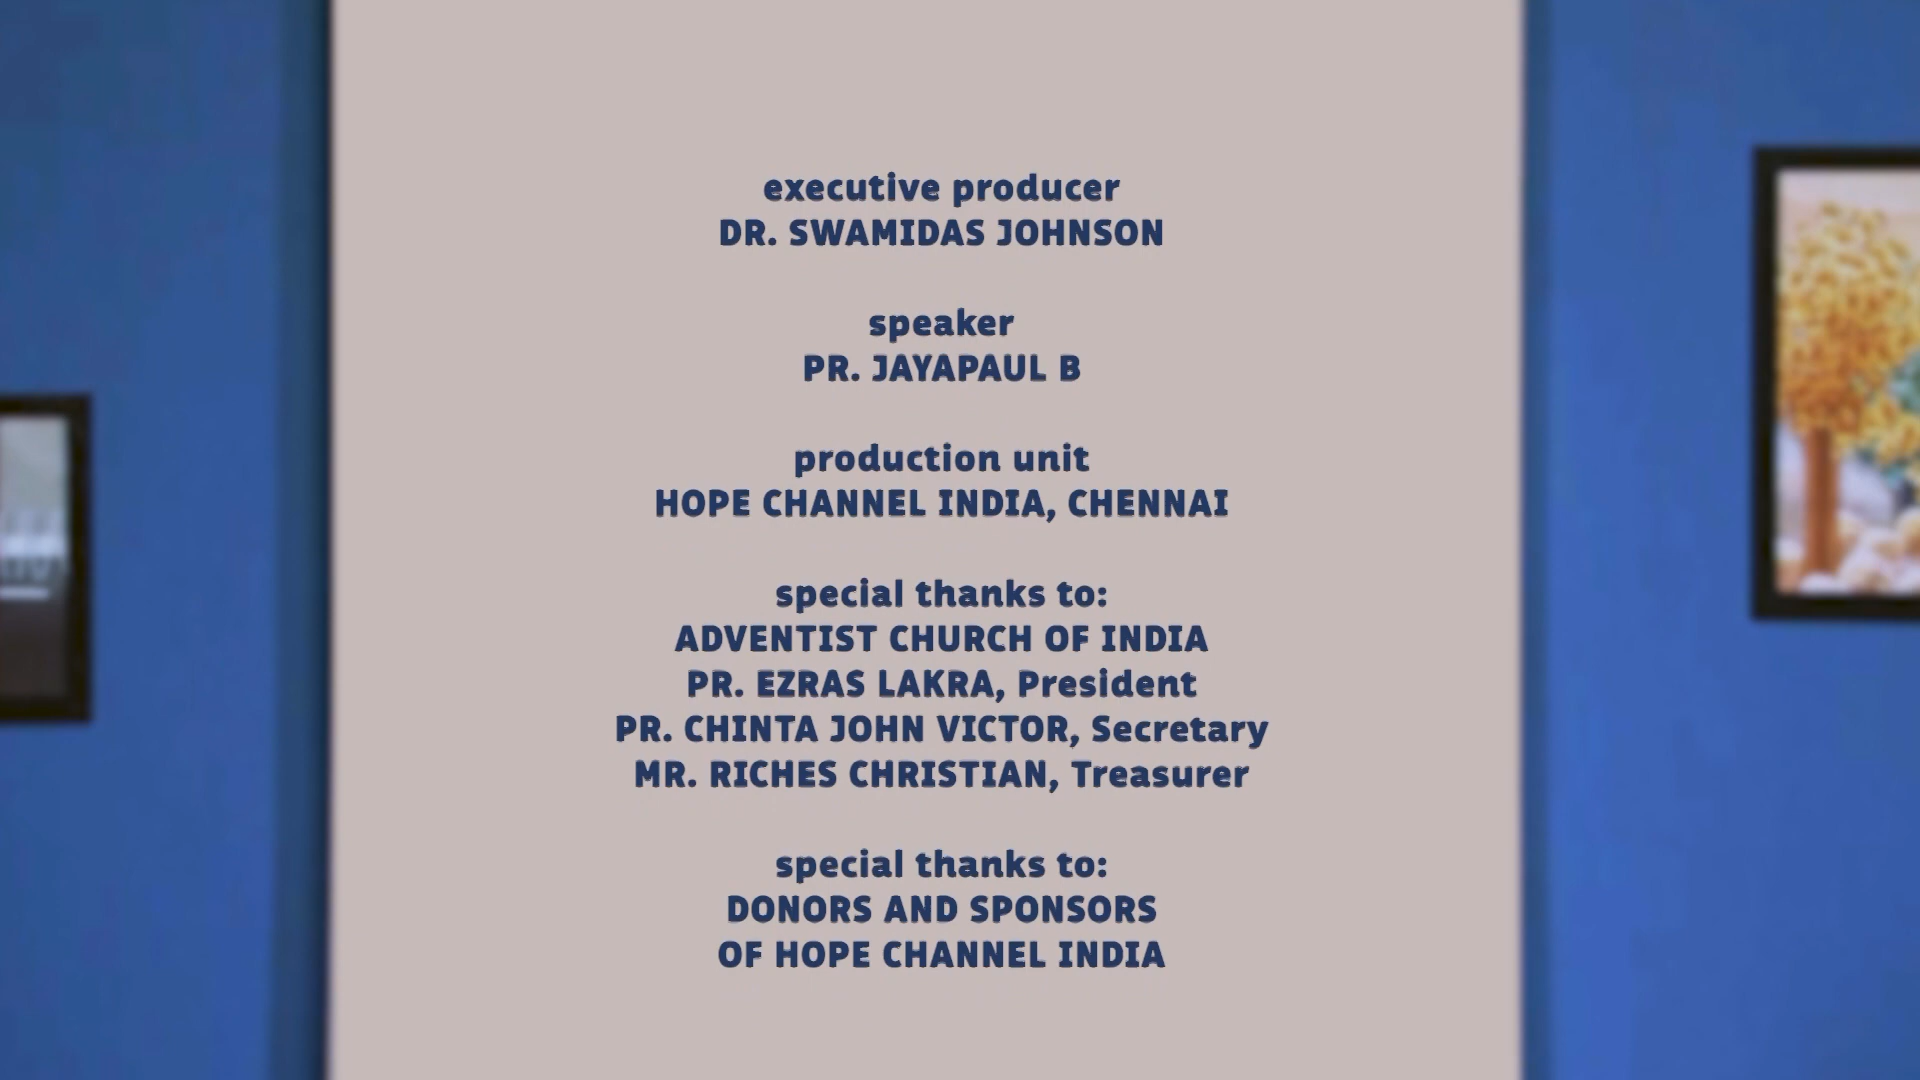 executive producer
DR. SWAMIDAS JOHNSON
speaker
PR. JAYAPAUL B
production unit
HOPE CHANNEL INDIA, CHENNAI
special thanks to:
ADVENTIST CHURCH OF INDIA
PR. EZRAS LAKRA, President
PR. CHINTA JOHN VICTOR, Secretary
MR. RICHES CHRISTIAN, Treasurer
special thanks to:
DONORS AND SPONSORS
OF HOPE CHANNEL INDIA